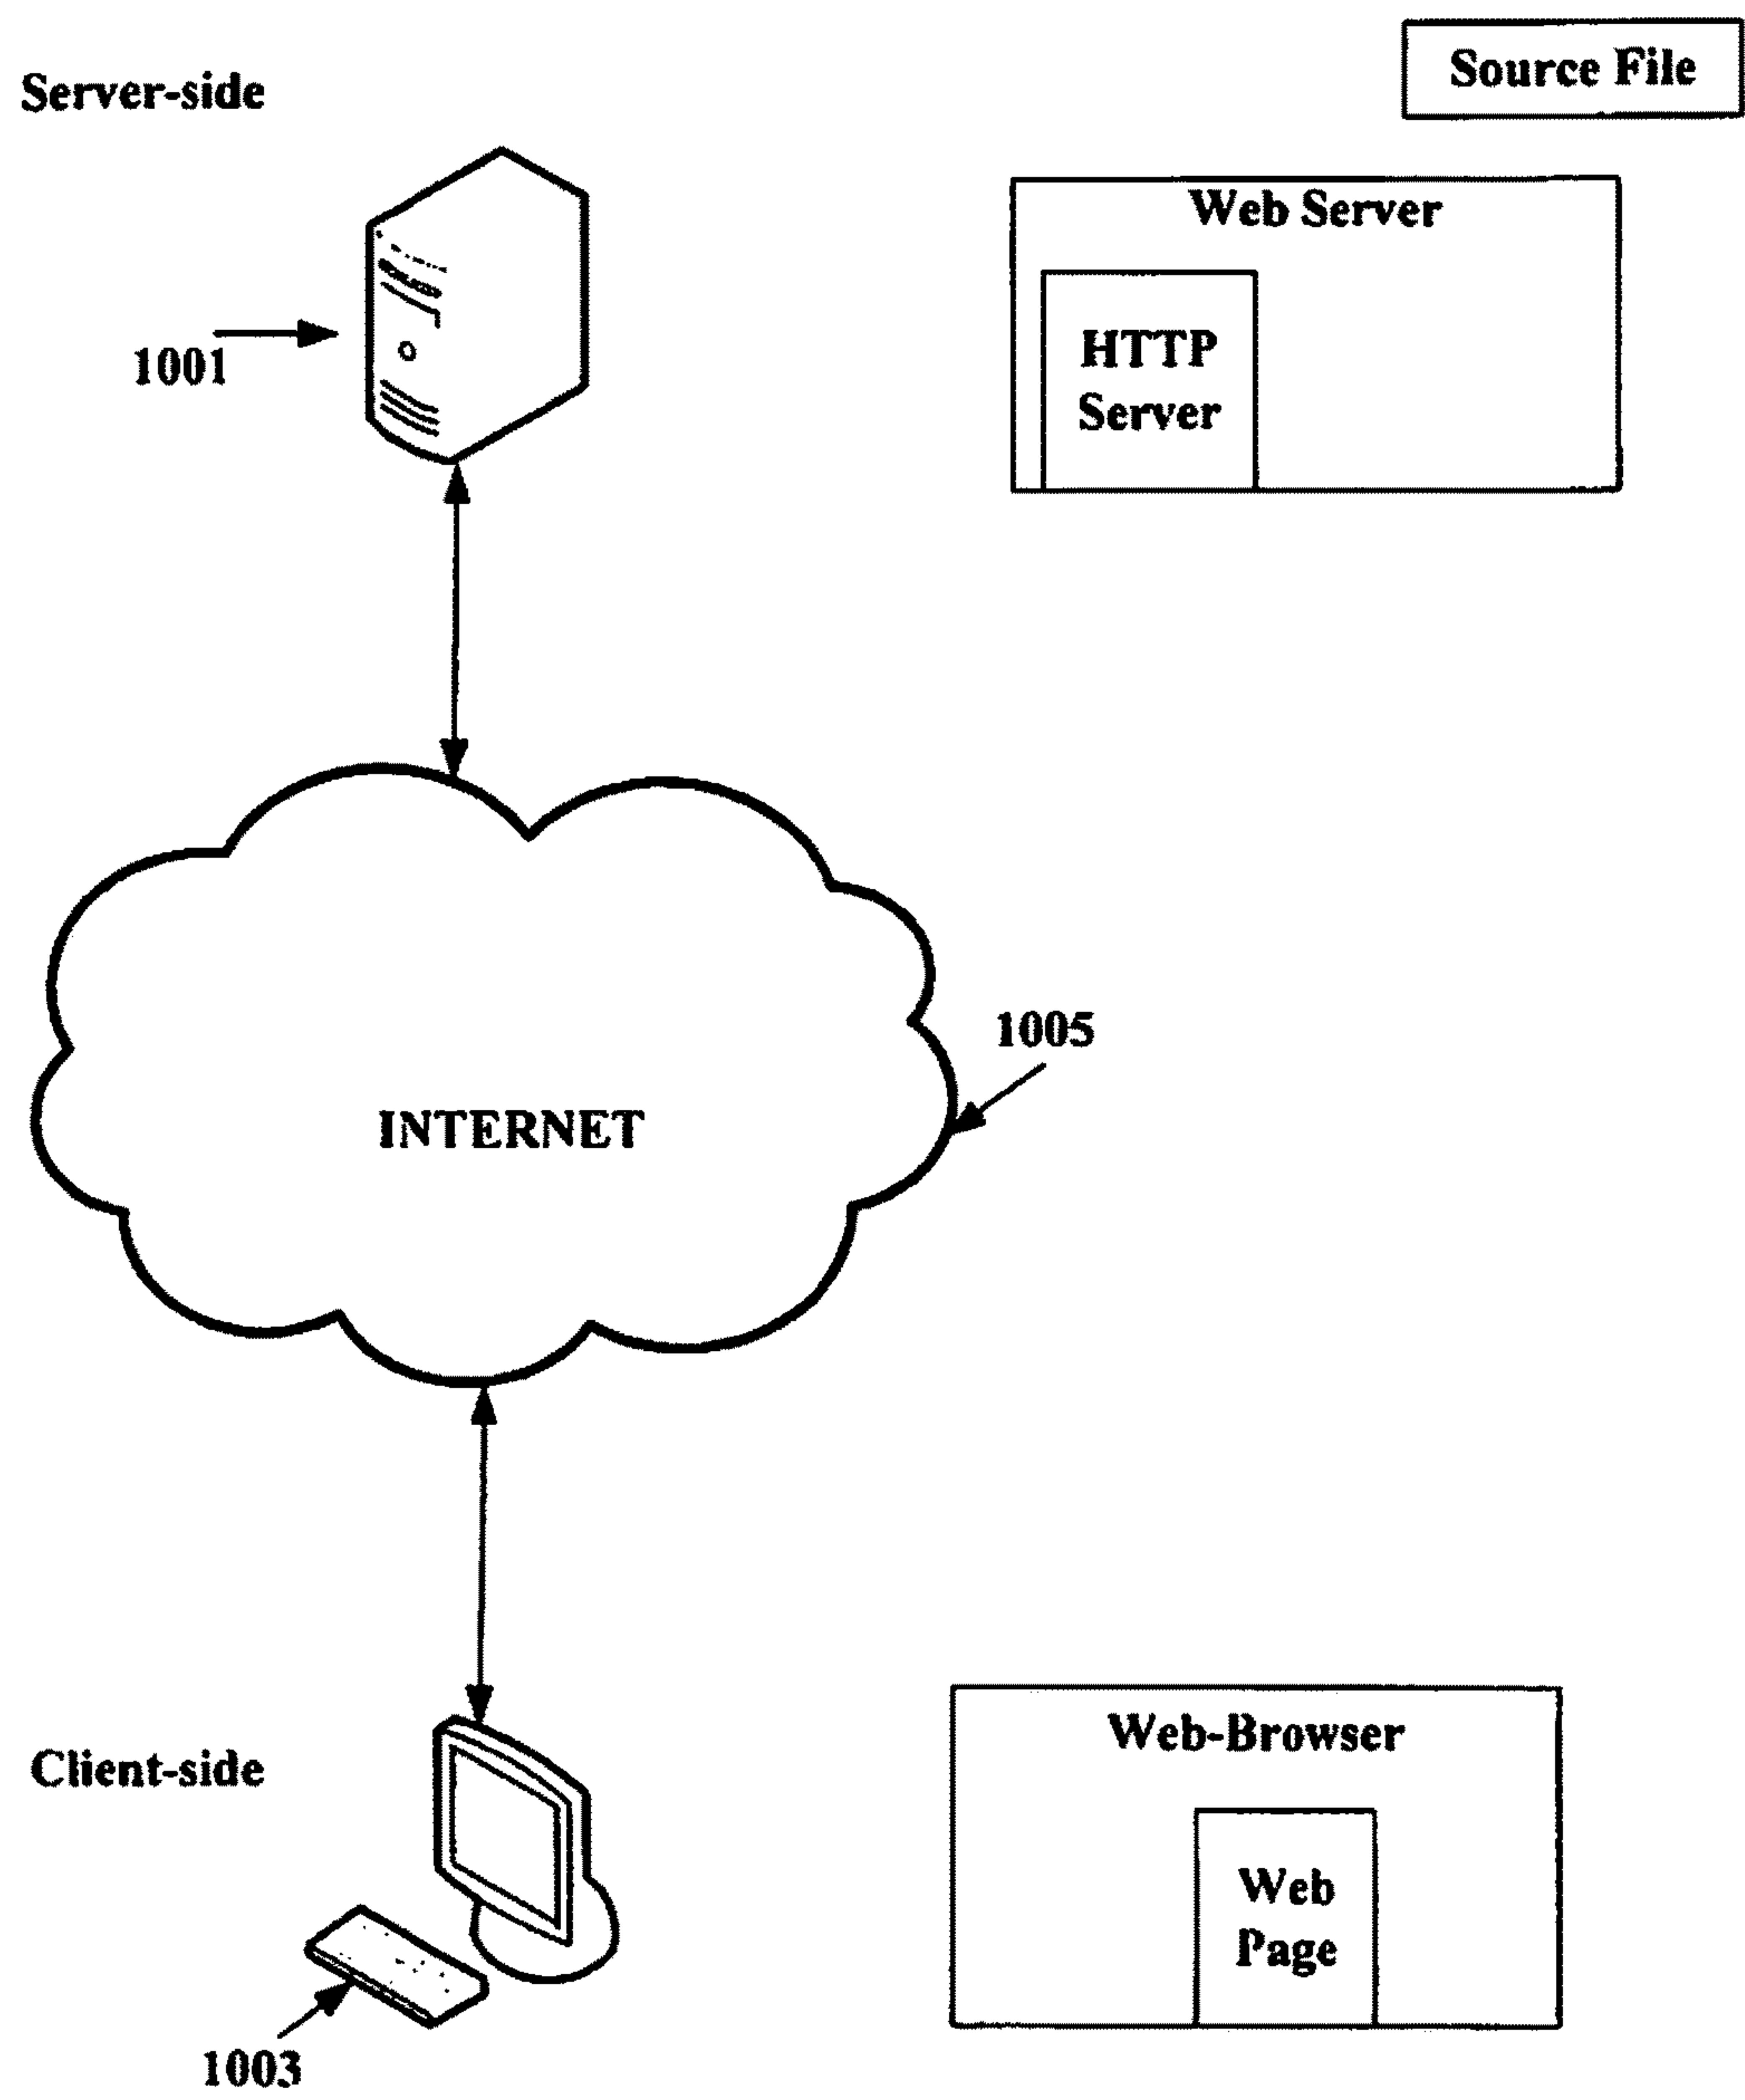 Source File
Server-side
Web Server
HTTP
Server
1001
1005
INTERNET
Web-Browser
Client-side
Web
Page
1003